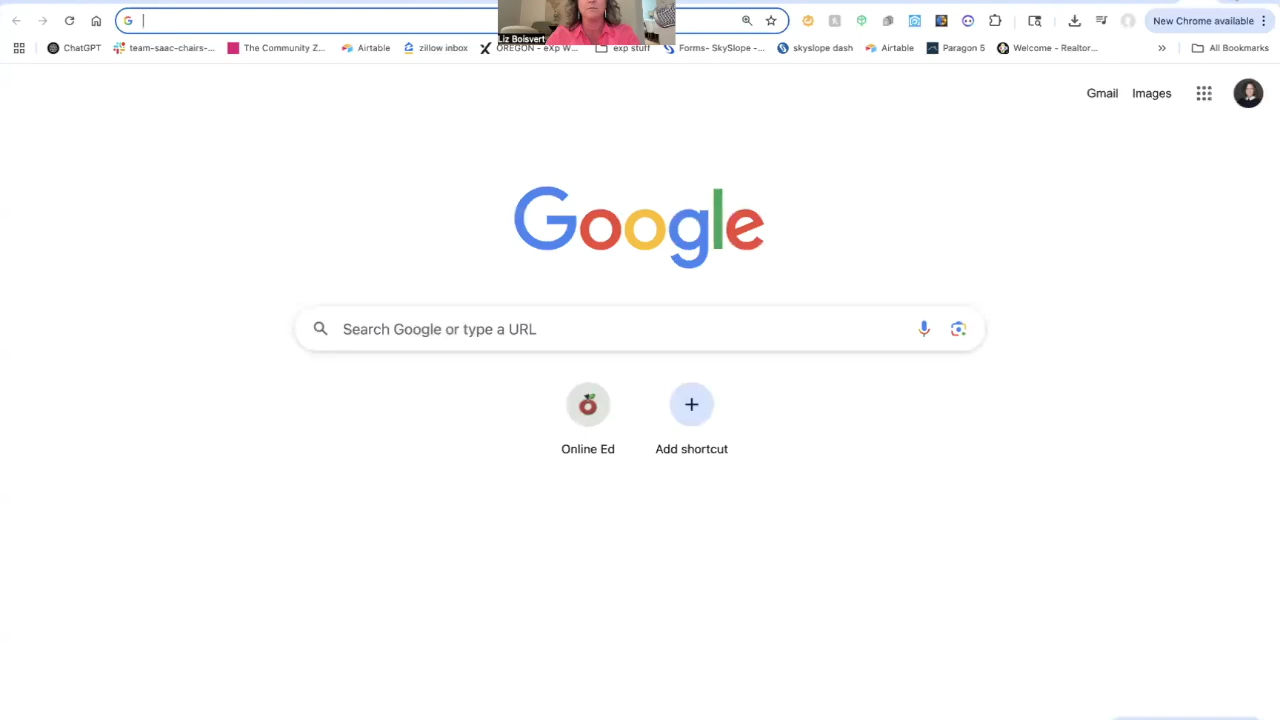 New Chrome available
Liz Boisvert
ChatGPT team-saac-chairs-... The Community Z... Airtable zillow inbox OREGON - eXp W... exp stuff Forms- SkySlope -... skyslope dash Airtable Paragon 5 Welcome - Realtor... » All Bookmarks
Gmail Images
Google
Search Google or type a URL
Online Ed Add shortcut